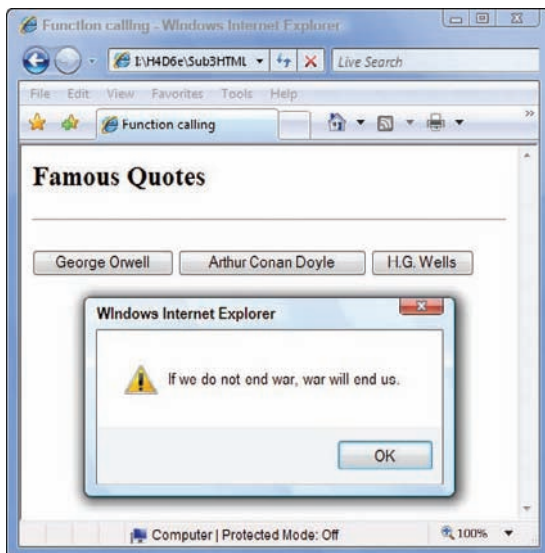 Function calling - Windows Internet Explorer
I:\H4D6e\Sub3HTML
Live Search
File Edit View Favorites Tools Help
Function calling
Famous Quotes
George Orwell Arthur Conan Doyle H.G. Wells
Windows Internet Explorer
If we do not end war, war will end us.
OK
Computer | Protected Mode: Off 100%